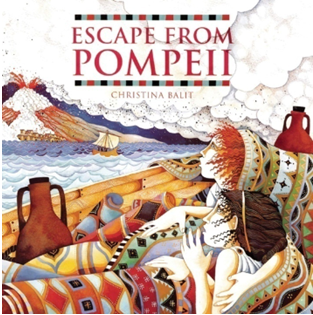 ESCAPE FROM
POMPEII
CHRISTINA BALIT